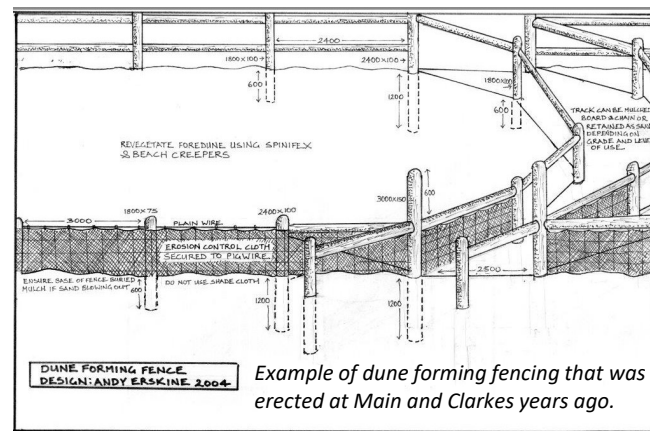 2400
1800×100
2400×100
600
1200
1800×100
600
TRACK CAN BE MULCHED
BOARD & CHAIN OR
RETAINED AS SAND
DEPENDING ON
GRADE AND LEVEL
OF USE.
REVEGETATE FOREDUNE USING SPINIFEX
& BEACH CREEPERS
3000
1800×75
PLAIN WIRE
2400×100
3000×150
600
EROSION CONTROL CLOTH
SECURED TO PIGWIRE
2500
ENSURE BASE OF FENCE BURIED
MULCH IF SAND BLOWING OUT
600
DO NOT USE SHADE CLOTH
1200
1200
DUNE FORMING FENCE
DESIGN: ANDY ERSKINE 2004
Example of dune forming fencing that was
erected at Main and Clarkes years ago.